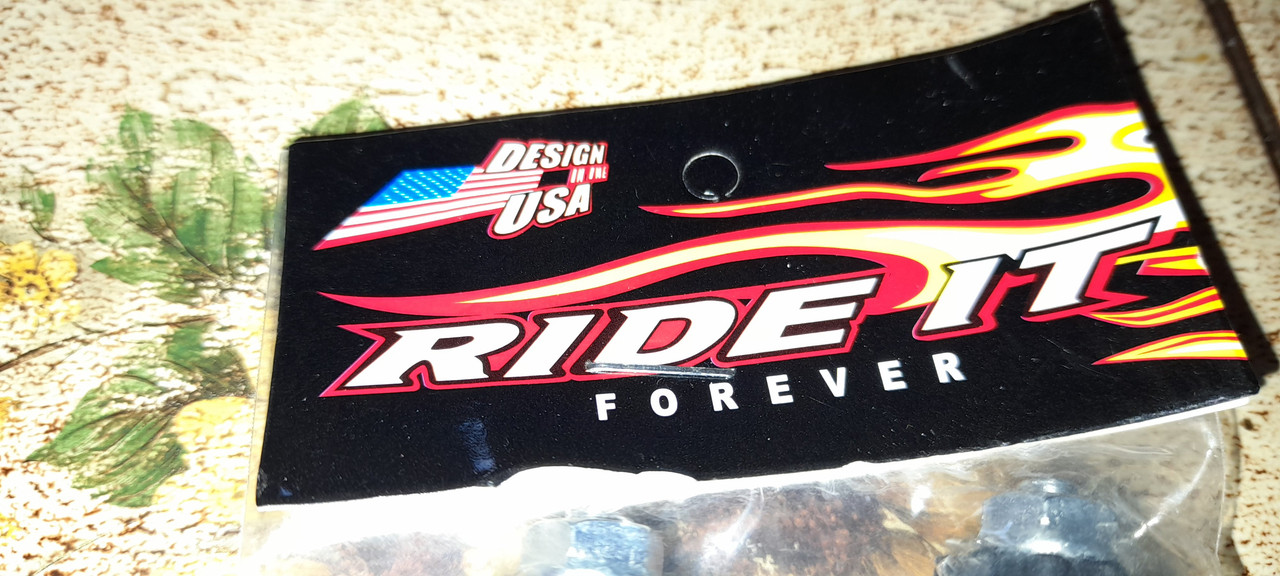 DESIGN
IN THE
USA
RIDE IT
FOREVER